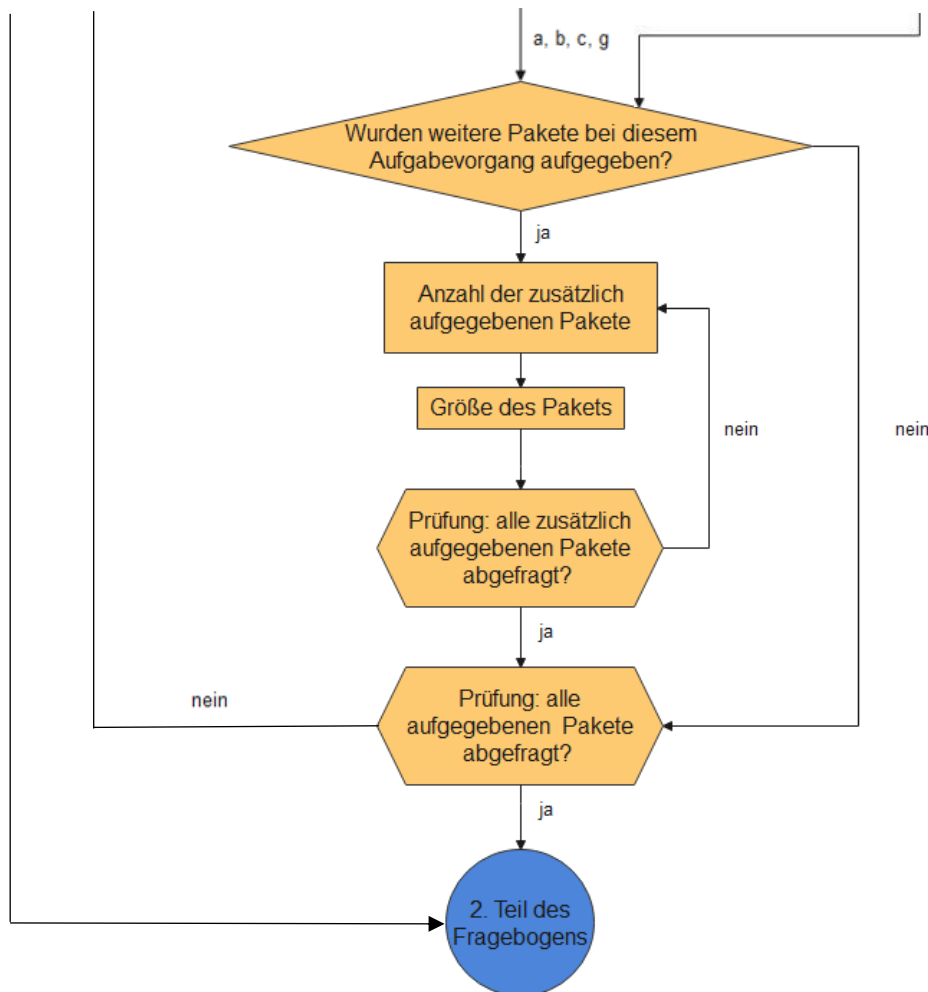 a, b, c, g
Wurden weitere Pakete bei diesem
Aufgabevorgang aufgegeben?
ja
Anzahl der zusätzlich
aufgegebenen Pakete
Größe des Pakets
nein
nein
Prüfung: alle zusätzlich
aufgegebenen Pakete
abgefragt?
ja
nein
Prüfung: alle
aufgegebenen Pakete
abgefragt?
ja
2. Teil des
Fragebogens